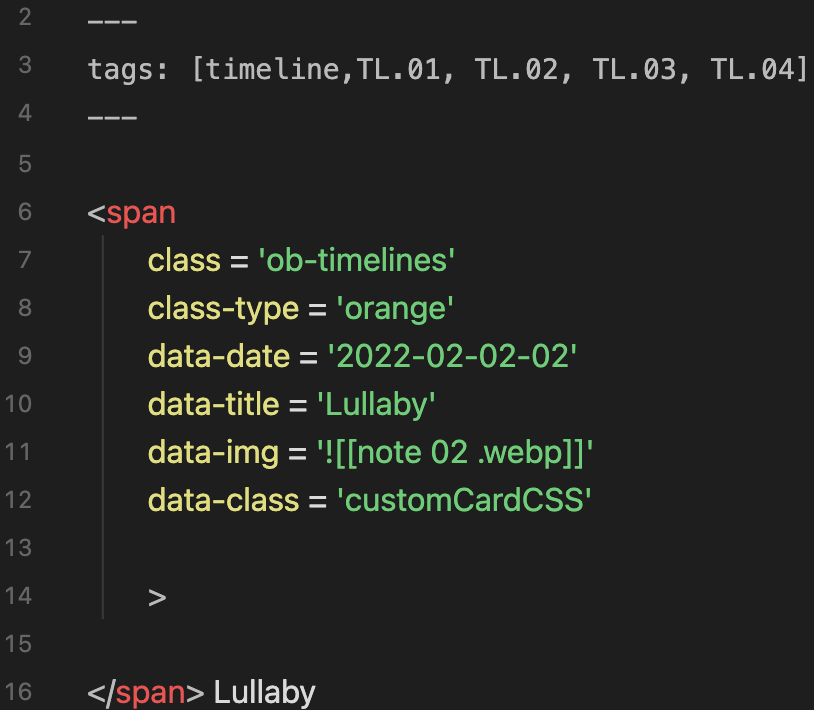 2 ---
3 tags: [timeline,TL.01, TL.02, TL.03, TL.04]
4 ---
5
6 <span
7 class = 'ob-timelines'
8 class-type = 'orange'
9 data-date = '2022-02-02-02'
10 data-title = 'Lullaby'
11 data-img = '![[note 02 .webp]]'
12 data-class = 'customCardCSS'
13
14 >
15
16 </span> Lullaby